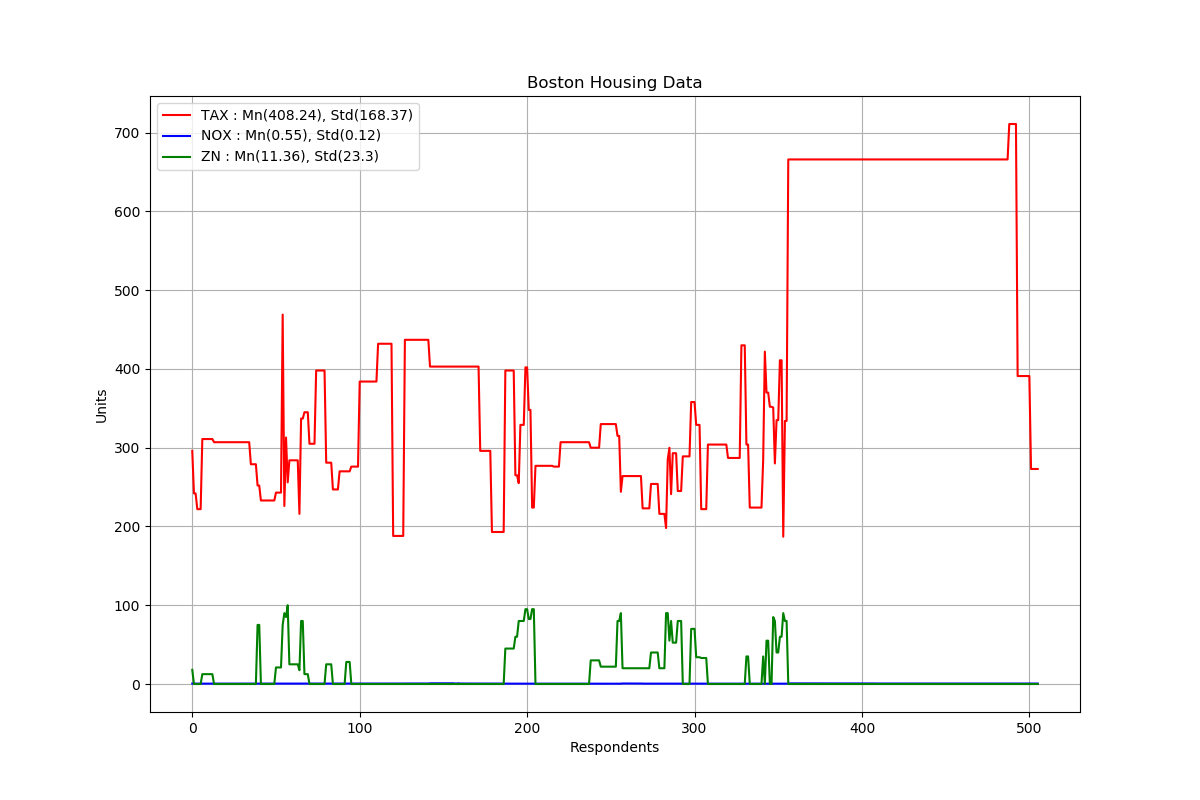 Boston Housing Data
TAX : Mn(408.24), Std(168.37)
NOX : Mn(0.55), Std(0.12)
ZN : Mn(11.36), Std(23.3)
700
600
500
400
300
200
100
0
Units
0 100 200 300 400 500
Respondents